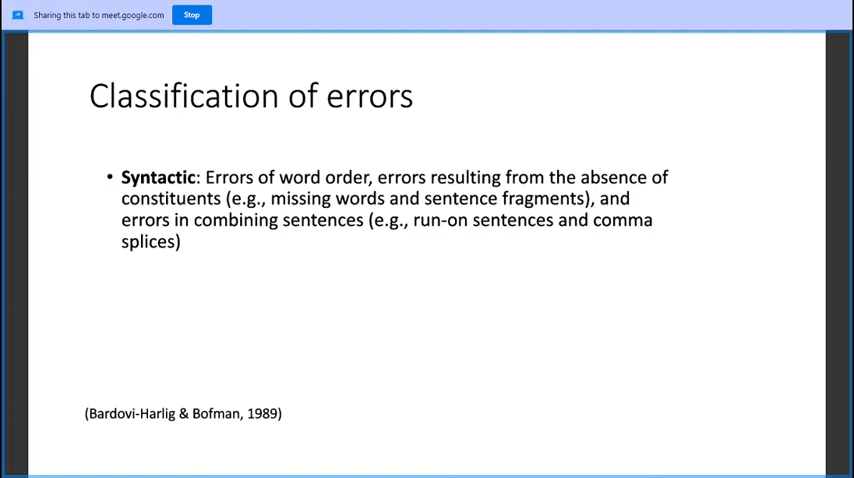 Sharing this tab to meet.google.com
Stop
Classification of errors
• Syntactic: Errors of word order, errors resulting from the absence of
constituents (e.g., missing words and sentence fragments), and
errors in combining sentences (e.g., run-on sentences and comma
splices)
(Bardovi-Harlig & Bofman, 1989)